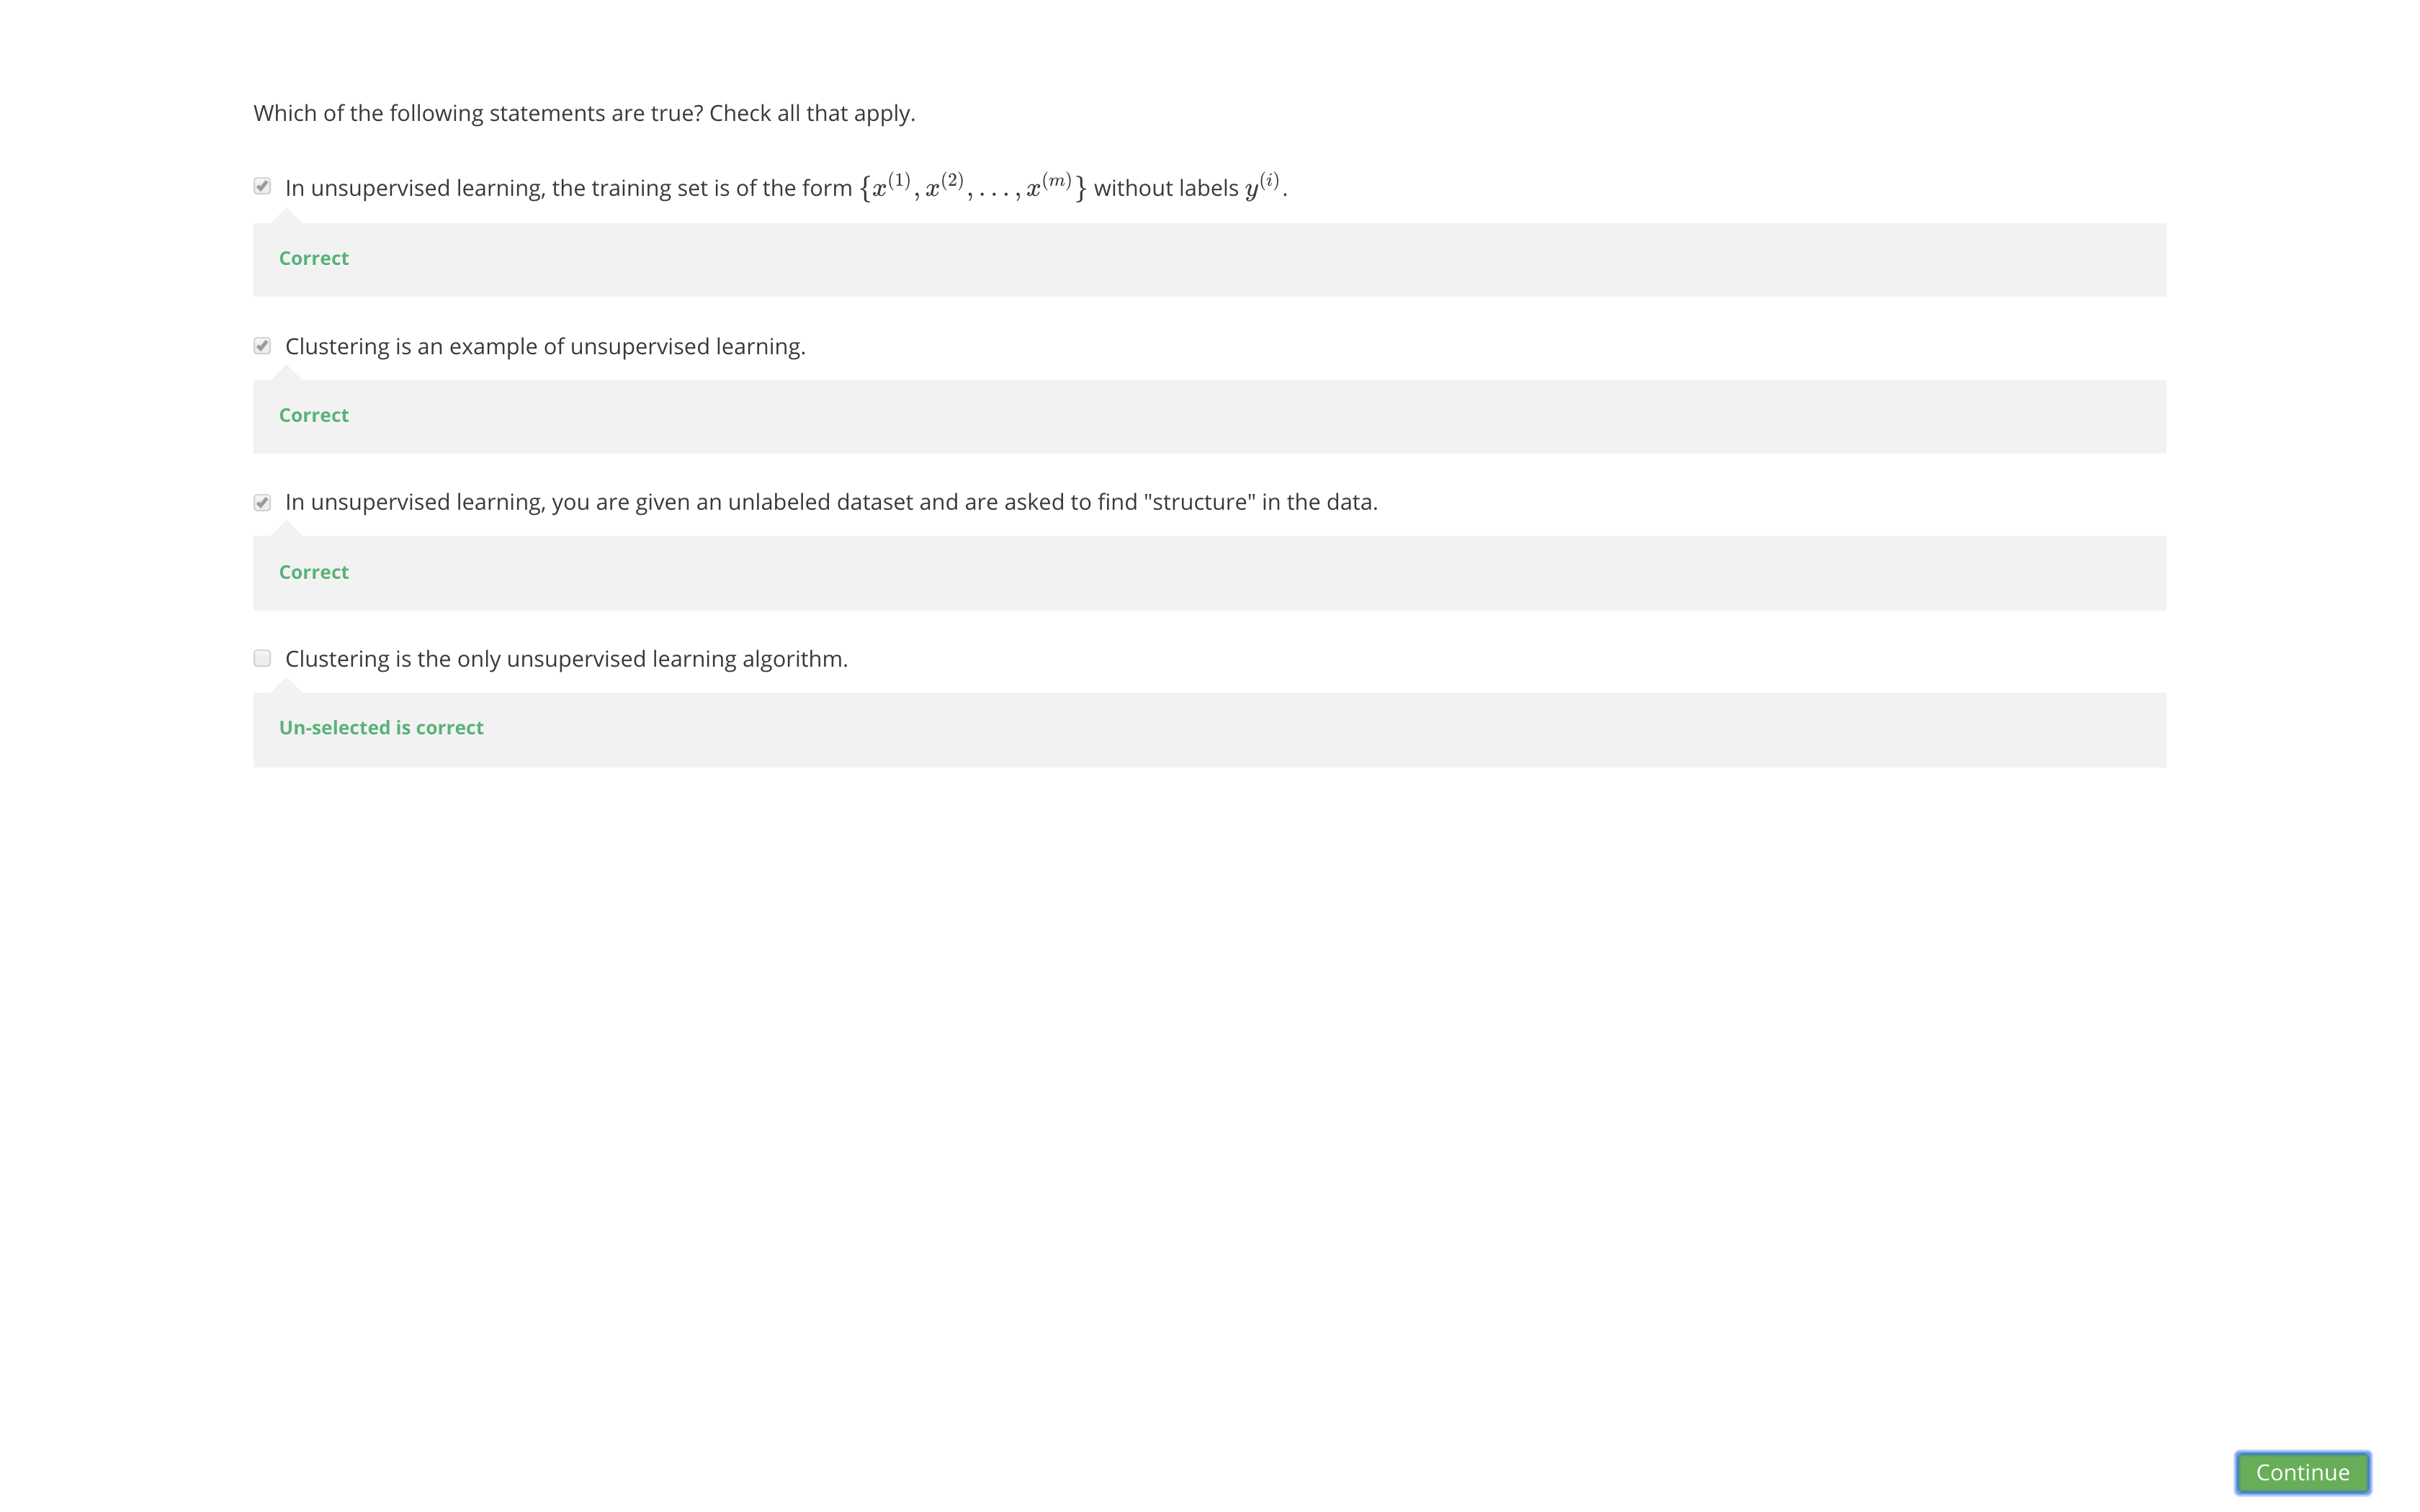 Which of the following statements are true? Check all that apply.
In unsupervised learning, the training set is of the form {x^(1), x^(2), . . . , x^(m)} without labels y^(i).
Correct
Clustering is an example of unsupervised learning.
Correct
In unsupervised learning, you are given an unlabeled dataset and are asked to find "structure" in the data.
Correct
Clustering is the only unsupervised learning algorithm.
Un-selected is correct
Continue